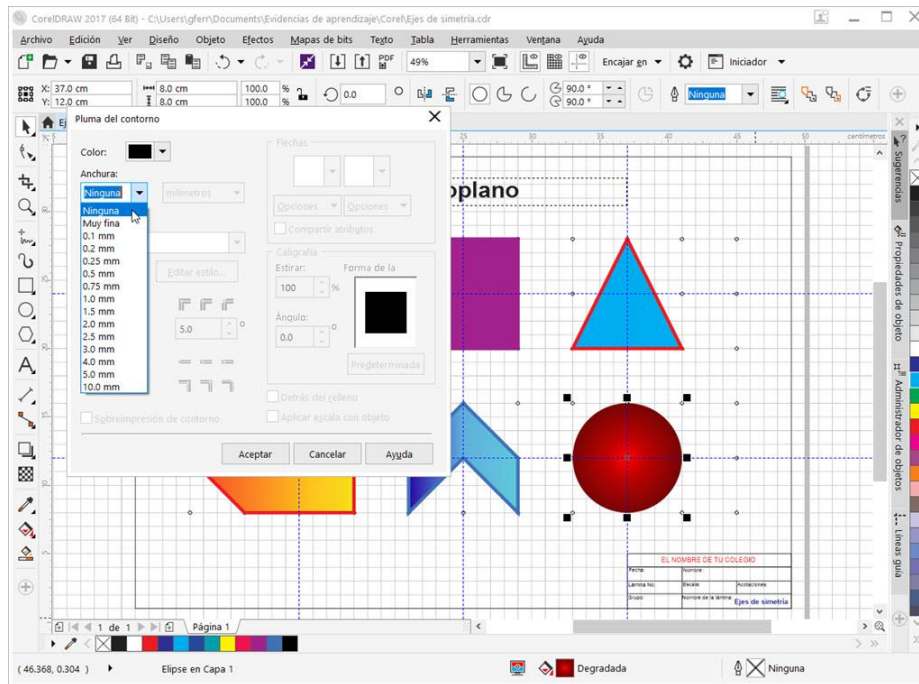 CorelDRAW 2017 (64 Bit) - C:\Users\gferr\Documents\Evidencias de aprendizaje\Corel\Ejes de simetría.cdr
Archivo Edición Ver Diseño Objeto Efectos Mapas de bits Texto Tabla Herramientas Ventana Ayuda
PDF 49% Encajar en Iniciador
X: 37.0 cm 8.0 cm 100.0 % 0.0 ° 90.0 ° Ninguna
Y: 12.0 cm 8.0 cm 100.0 % 90.0 °
Ej
Pluma del contorno
25 30 35 40 45 50 centímetros
Color:
Flechas
Anchura:
Ninguna milímetros
Opciones Opciones
Compartir atributos
Ninguna
Muy fina
0.1 mm
0.2 mm
0.25 mm
0.5 mm
0.75 mm
1.0 mm
1.5 mm
2.0 mm
2.5 mm
3.0 mm
4.0 mm
5.0 mm
10.0 mm
Editar estilo...
5.0 °
Caligrafía
Estirar: Forma de la
100 %
Ángulo:
0.0 °
Predeterminada
Detrás del relleno
Sobreimpresión de contorno Aplicar escala con objeto
Aceptar Cancelar Ayuda
oplano
EL NOMBRE DE TU COLEGIO
Fecha: Nombre:
Lámina No: Escala: Acotaciones:
Grupo: Nombre de la lámina: Ejes de simetría
Sugerencias
Propiedades de objeto
Administrador de objetos
Líneas guía
1 de 1 Página 1
( 46.368, 0.304 ) Elipse en Capa 1 Degradada Ninguna